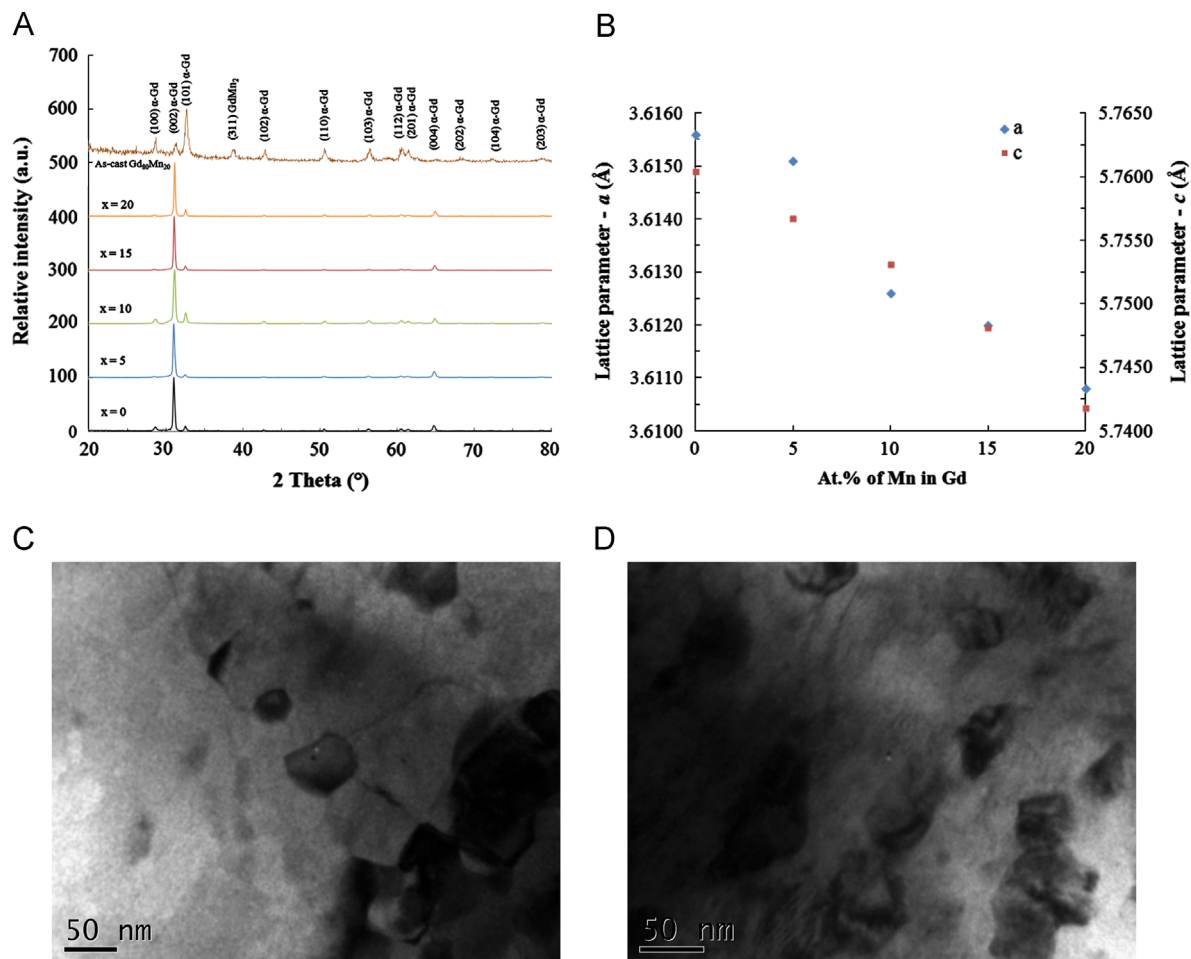 A
700
600
500
400
300
200
100
0
Relative intensity (a.u.)
(100) α-Gd
(002) α-Gd
(101) α-Gd
(311) GdMn₂
(102) α-Gd
(110) α-Gd
(103) α-Gd
(112) α-Gd
(201) α-Gd
(004) α-Gd
(202) α-Gd
(104) α-Gd
(203) α-Gd
As-cast Gd₈₀Mn₂₀
x = 20
x = 15
x = 10
x = 5
x = 0
20 30 40 50 60 70 80
2 Theta (°)
B
3.6160
3.6150
3.6140
3.6130
3.6120
3.6110
3.6100
Lattice parameter - a (Å)
a
c
5.7650
5.7600
5.7550
5.7500
5.7450
5.7400
Lattice parameter - c (Å)
0 5 10 15 20
At.% of Mn in Gd
C
50 nm
D
50 nm